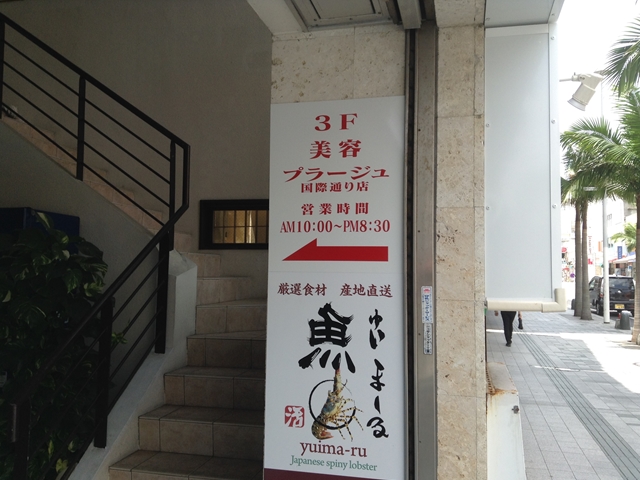 3F
美容
プラージュ
国際通り店
営業時間
AM10:00~PM8:30
厳選食材 産地直送
魚
ゆいまーる
活
yuima-ru
Japanese spiny lobster